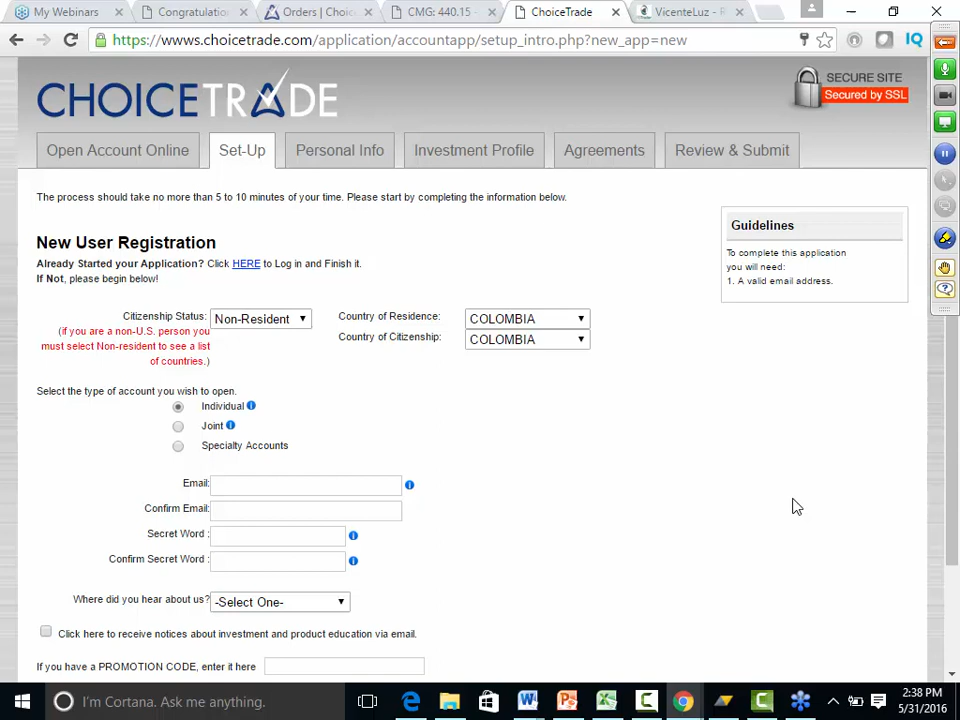 My Webinars
Congratulatio
Orders | Choic
CMG: 440.15 -
ChoiceTrade
VicenteLuz - R
https://wwws.choicetrade.com/application/accountapp/setup_intro.php?new_app=new
IQ
CHOICETRADE
SECURE SITE
Secured by SSL
Open Account Online
Set-Up
Personal Info
Investment Profile
Agreements
Review & Submit
The process should take no more than 5 to 10 minutes of your time. Please start by completing the information below.
Guidelines
To complete this application
you will need:
1. A valid email address.
New User Registration
Already Started your Application? Click HERE to Log in and Finish it.
If Not, please begin below!
Citizenship Status: Non-Resident
(if you are a non-U.S. person you
must select Non-resident to see a list
of countries.)
Country of Residence: COLOMBIA
Country of Citizenship: COLOMBIA
Select the type of account you wish to open.
Individual
Joint
Specialty Accounts
Email:
Confirm Email:
Secret Word :
Confirm Secret Word :
Where did you hear about us? -Select One-
Click here to receive notices about investment and product education via email.
If you have a PROMOTION CODE, enter it here
I'm Cortana. Ask me anything.
2:38 PM
5/31/2016